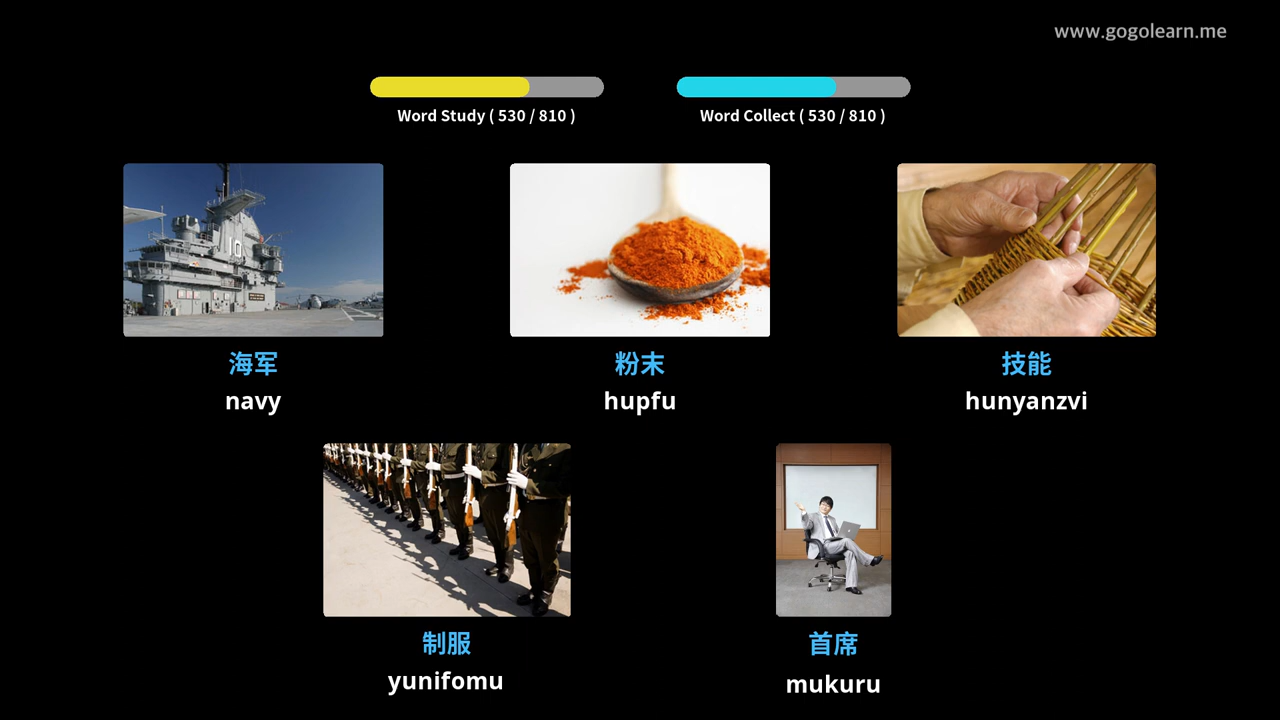 www.gogolearn.me
Word Study ( 530 / 810 )
Word Collect ( 530 / 810 )
10
海军
navy
粉末
hupfu
技能
hunyanzvi
制服
yunifomu
首席
mukuru